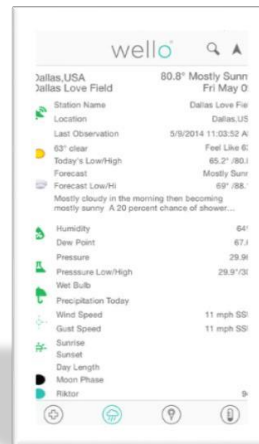 wello
Dallas,USA 80.8° Mostly Sunn
Dallas Love Field Fri May 0
Station Name Dallas Love Fie
Location Dallas,US
Last Observation 5/9/2014 11:03:52 A
63° clear Feel Like 6
Today's Low/High 65.2° /80.
Forecast Mostly Sunn
Forecast Low/Hi 69° /88.
Mostly cloudy in the morning then becoming
mostly sunny A 20 percent chance of shower...
Humidity 64
Dew Point 67.
Pressure 29.9
Presssure Low/High 29.9"/3
Wet Bulb
Precipitation Today
Wind Speed 11 mph SS
Gust Speed 11 mph SS
Sunrise
Sunset
Day Length
Moon Phase
Riktor 9